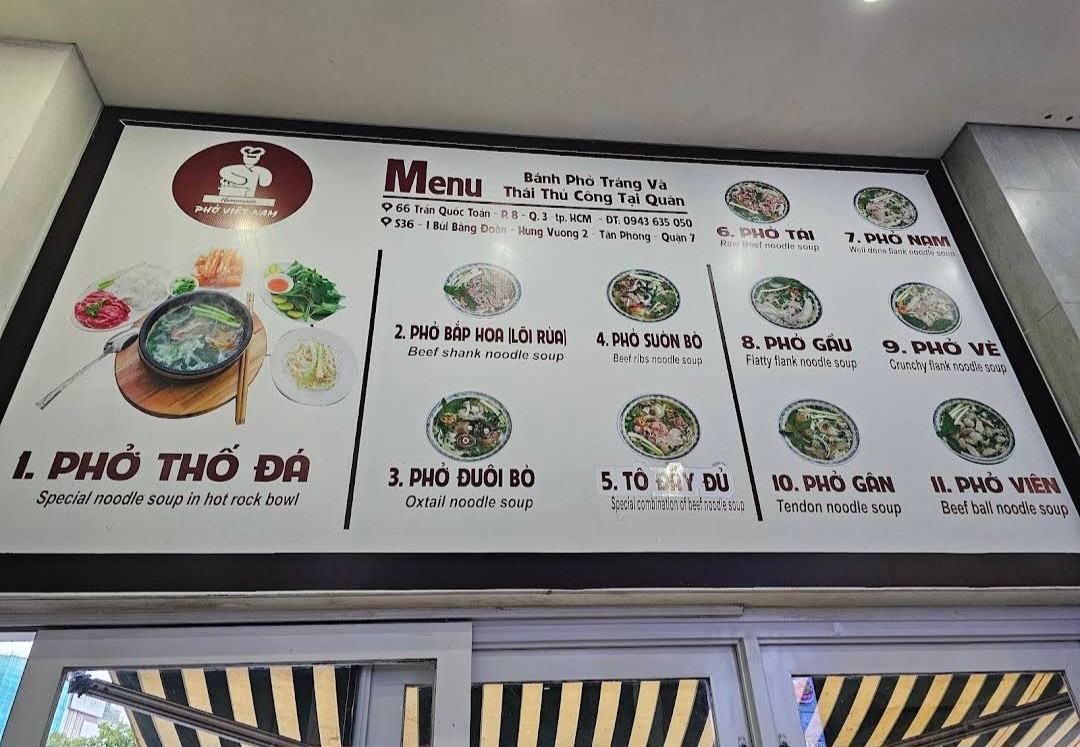 Homemade
PHỞ VIỆT NAM
Menu
Bánh Phở Trắng Và
Thái Thủ Công Tại Quán
66 Trần Quốc Toản - P. 8 - Q. 3 - tp. HCM - ĐT: 0943 635 050
S36 - 1 Bùi Bằng Đoàn - Hưng Vượng 2 - Tân Phong - Quận 7
1. PHỞ THỐ ĐÁ
Special noodle soup in hot rock bowl
2. PHỞ BẮP HOA (LÕI RÙA)
Beef shank noodle soup
3. PHỞ ĐUÔI BÒ
Oxtail noodle soup
4. PHỞ SƯỜN BÒ
Beef ribs noodle soup
5. TÔ ĐẦY ĐỦ
Special combination of beef noodle soup
6. PHỞ TÁI
Raw Beef noodle soup
7. PHỞ NẠM
Well done flank noodle soup
8. PHỞ GẦU
Flatty flank noodle soup
9. PHỞ VÈ
Crunchy flank noodle soup
10. PHỞ GÂN
Tendon noodle soup
11. PHỞ VIÊN
Beef ball noodle soup